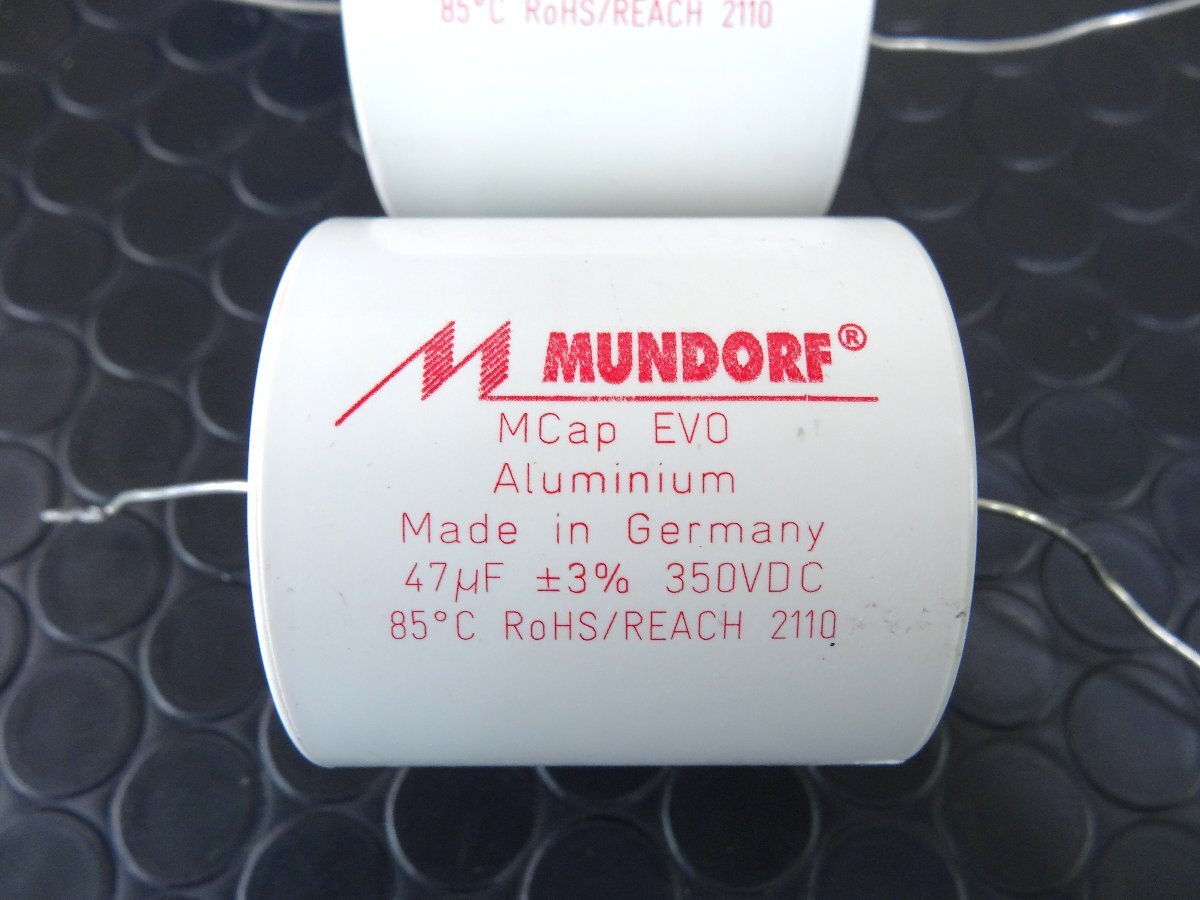 85°C RoHS/REACH 2110
MUNDORF®
MCap EVO
Aluminium
Made in Germany
47µF ±3% 350VDC
85°C RoHS/REACH 2110